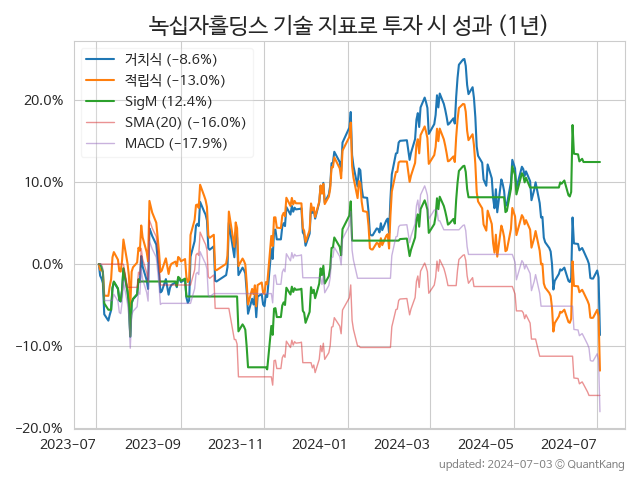 녹십자홀딩스 기술 지표로 투자 시 성과 (1년)
거치식 (−8.6%)
적립식 (−13.0%)
SigM (12.4%)
SMA(20) (−16.0%)
MACD (−17.9%)
20.0%
10.0%
0.0%
−10.0%
−20.0%
2023-07 2023-09 2023-11 2024-01 2024-03 2024-05 2024-07
updated: 2024-07-03 © QuantKang